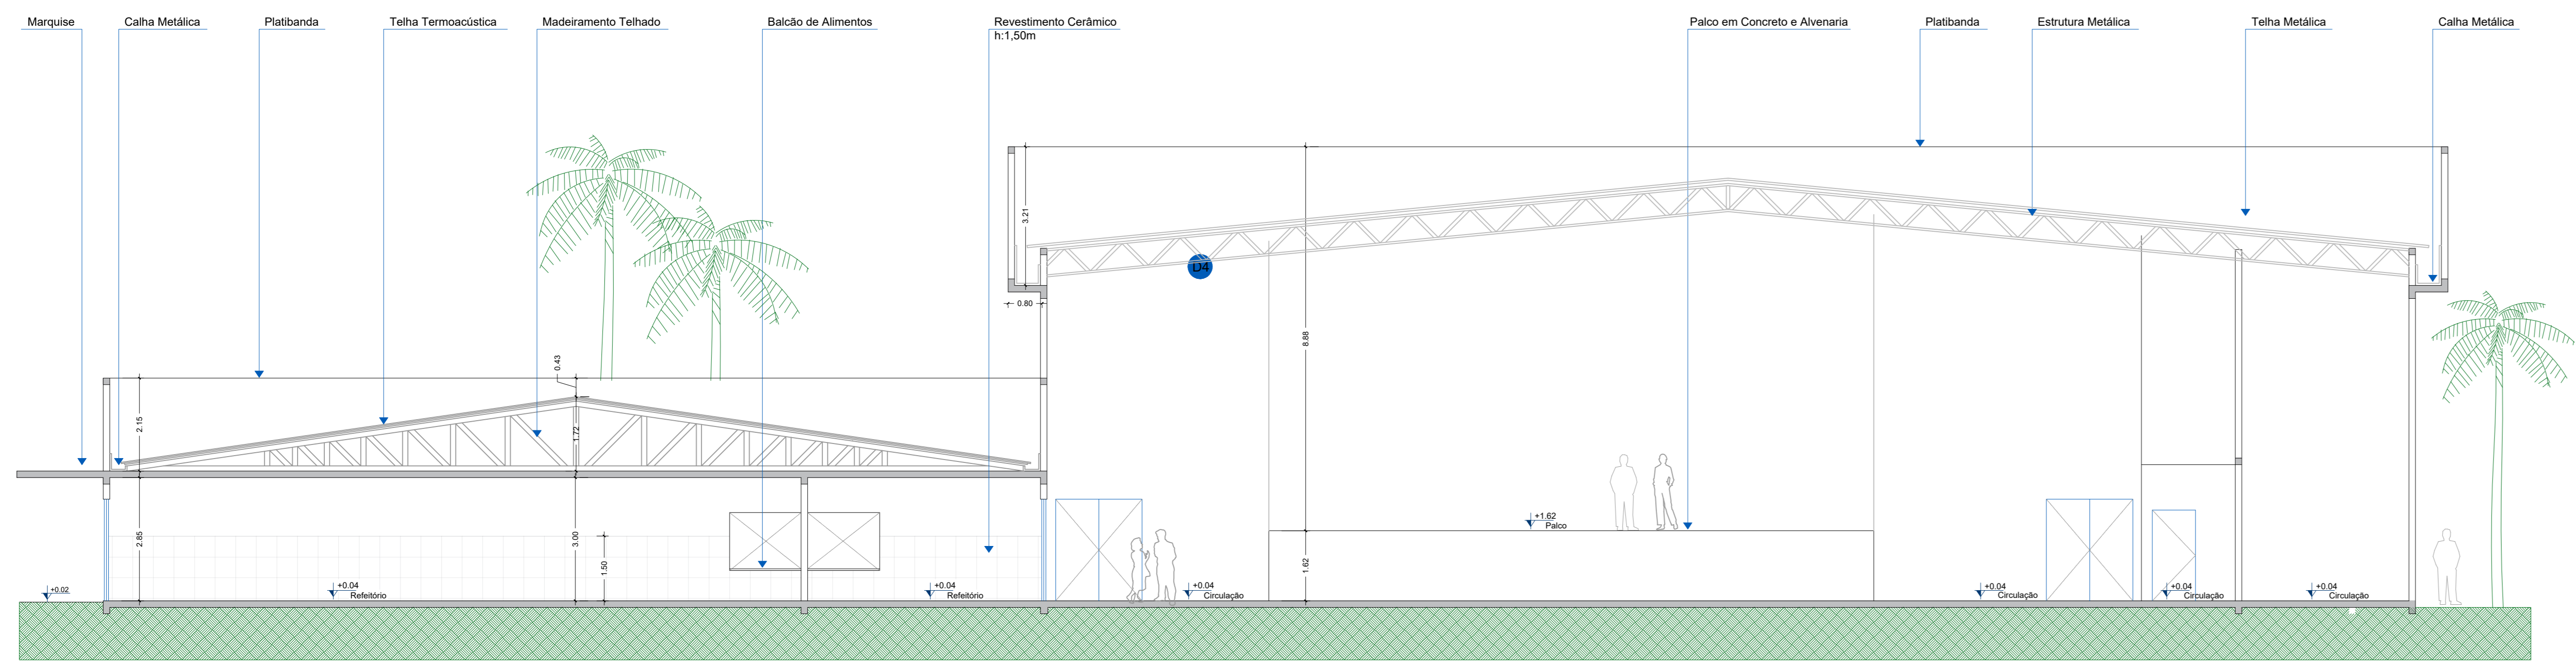 Marquise
Calha Metálica
Platibanda
Telha Termoacústica
Madeiramento Telhado
Balcão de Alimentos
Revestimento Cerâmico
h:1,50m
Palco em Concreto e Alvenaria
Platibanda
Estrutura Metálica
Telha Metálica
Calha Metálica
3.21
D4
0.80
8.88
0.43
2.15
1.72
+1.62
Palco
2.85
3.00
1.50
1.62
+0.02
+0.04
Refeitório
+0.04
Refeitório
+0.04
Circulação
+0.04
Circulação
+0.04
Circulação
+0.04
Circulação